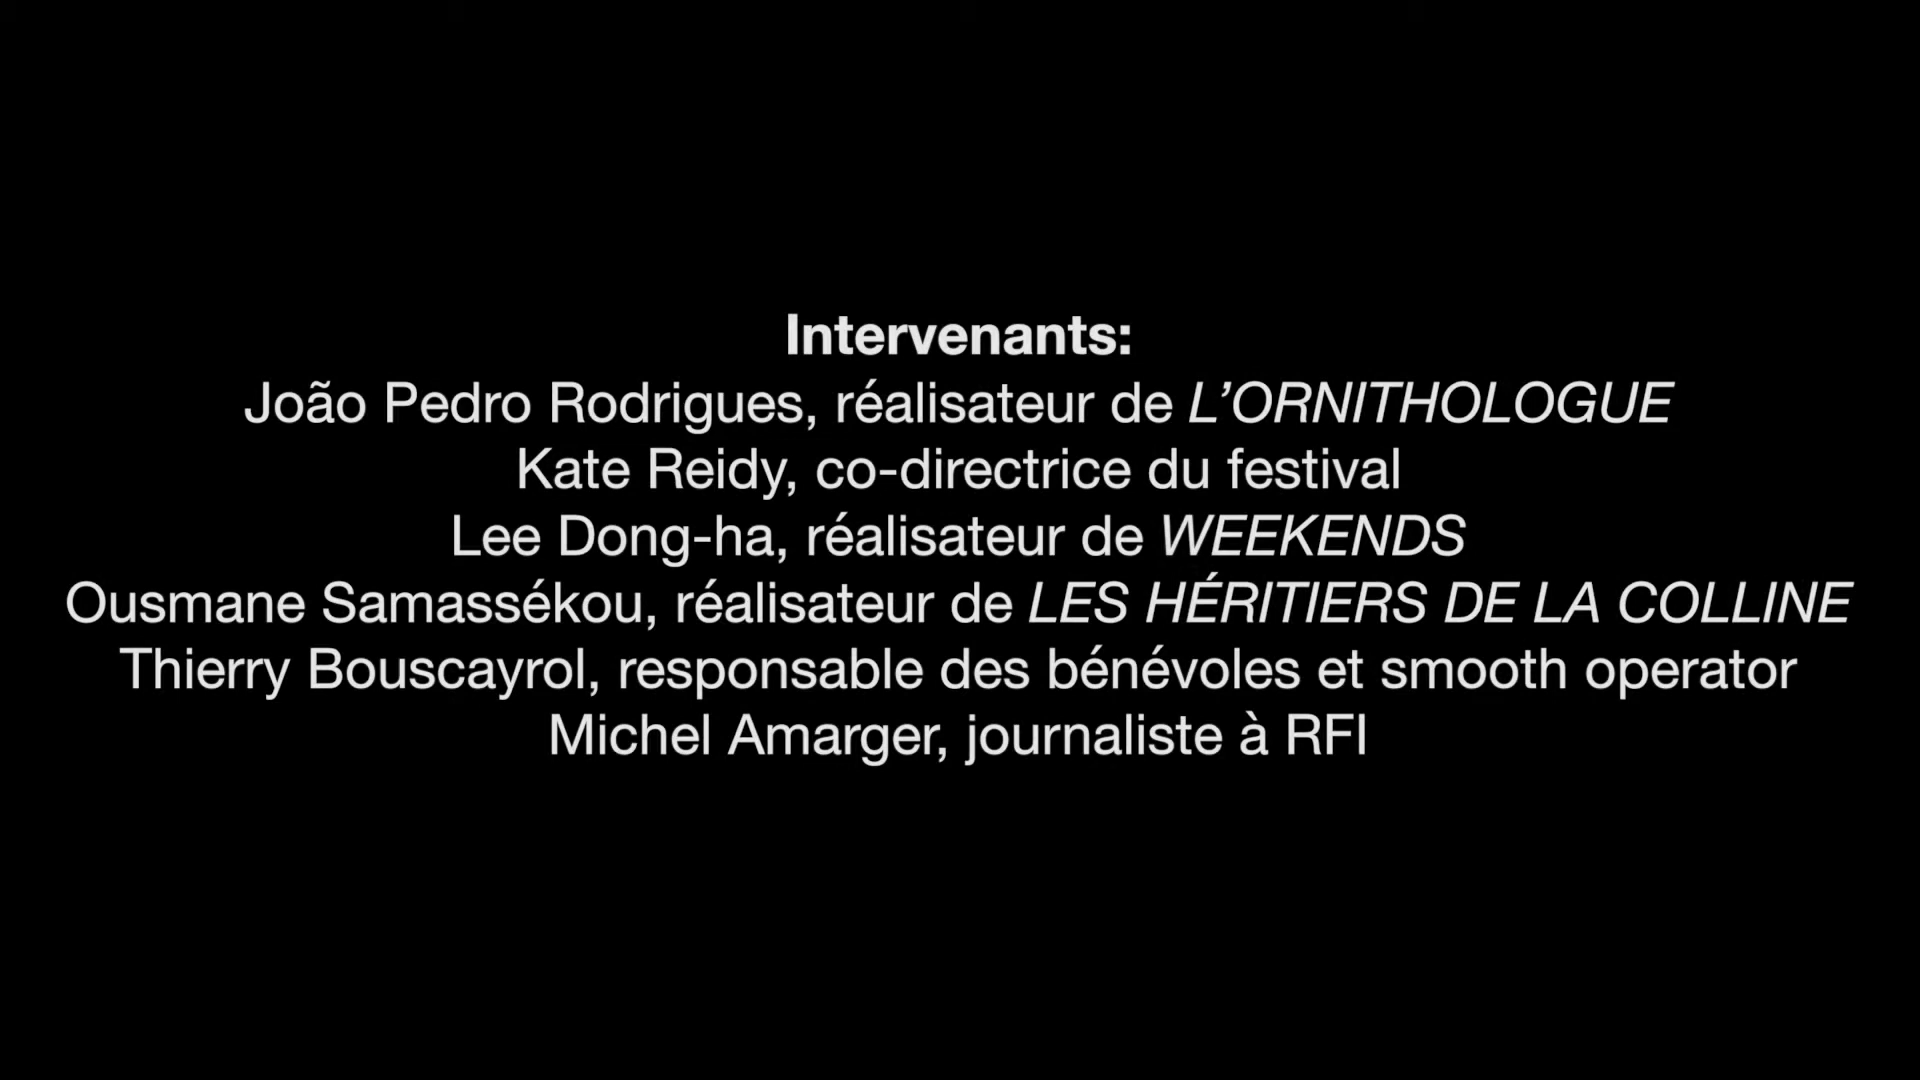 Intervenants:
João Pedro Rodrigues, réalisateur de L’ORNITHOLOGUE
Kate Reidy, co-directrice du festival
Lee Dong-ha, réalisateur de WEEKENDS
Ousmane Samassékou, réalisateur de LES HÉRITIERS DE LA COLLINE
Thierry Bouscayrol, responsable des bénévoles et smooth operator
Michel Amarger, journaliste à RFI